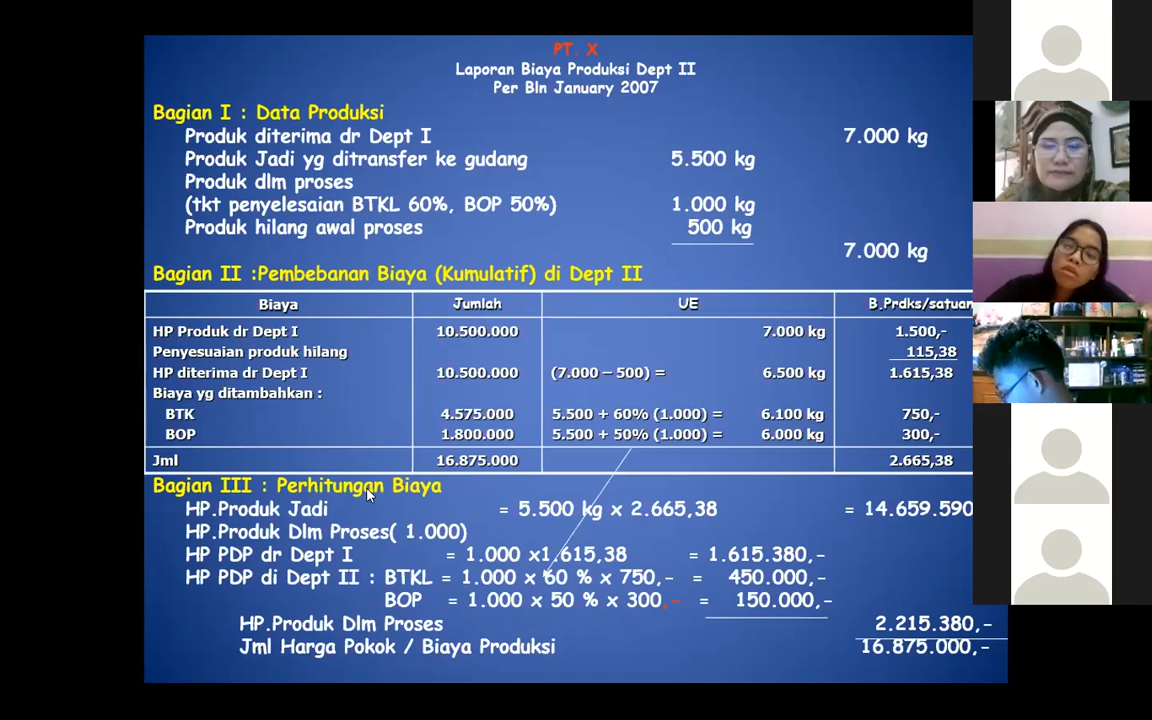 PT. X
Laporan Biaya Produksi Dept II
Per Bln January 2007
Bagian I : Data Produksi
Produk diterima dr Dept I 7.000 kg
Produk Jadi yg ditransfer ke gudang 5.500 kg
Produk dlm proses
(tkt penyelesaian BTKL 60%, BOP 50%) 1.000 kg
Produk hilang awal proses 500 kg
7.000 kg
Bagian II :Pembebanan Biaya (Kumulatif) di Dept II
Biaya Jumlah UE B.Prdks/satuan
HP Produk dr Dept I 10.500.000 7.000 kg 1.500,-
Penyesuaian produk hilang 115,38
HP diterima dr Dept I 10.500.000 (7.000 – 500) = 6.500 kg 1.615,38
Biaya yg ditambahkan :
BTK 4.575.000 5.500 + 60% (1.000) = 6.100 kg 750,-
BOP 1.800.000 5.500 + 50% (1.000) = 6.000 kg 300,-
Jml 16.875.000 2.665,38
Bagian III : Perhitungan Biaya
HP.Produk Jadi = 5.500 kg x 2.665,38 = 14.659.590
HP.Produk Dlm Proses( 1.000)
HP PDP dr Dept I = 1.000 x1.615,38 = 1.615.380,-
HP PDP di Dept II : BTKL = 1.000 x 60 % x 750,- = 450.000,-
BOP = 1.000 x 50 % x 300,- = 150.000,-
HP.Produk Dlm Proses 2.215.380,-
Jml Harga Pokok / Biaya Produksi 16.875.000,-